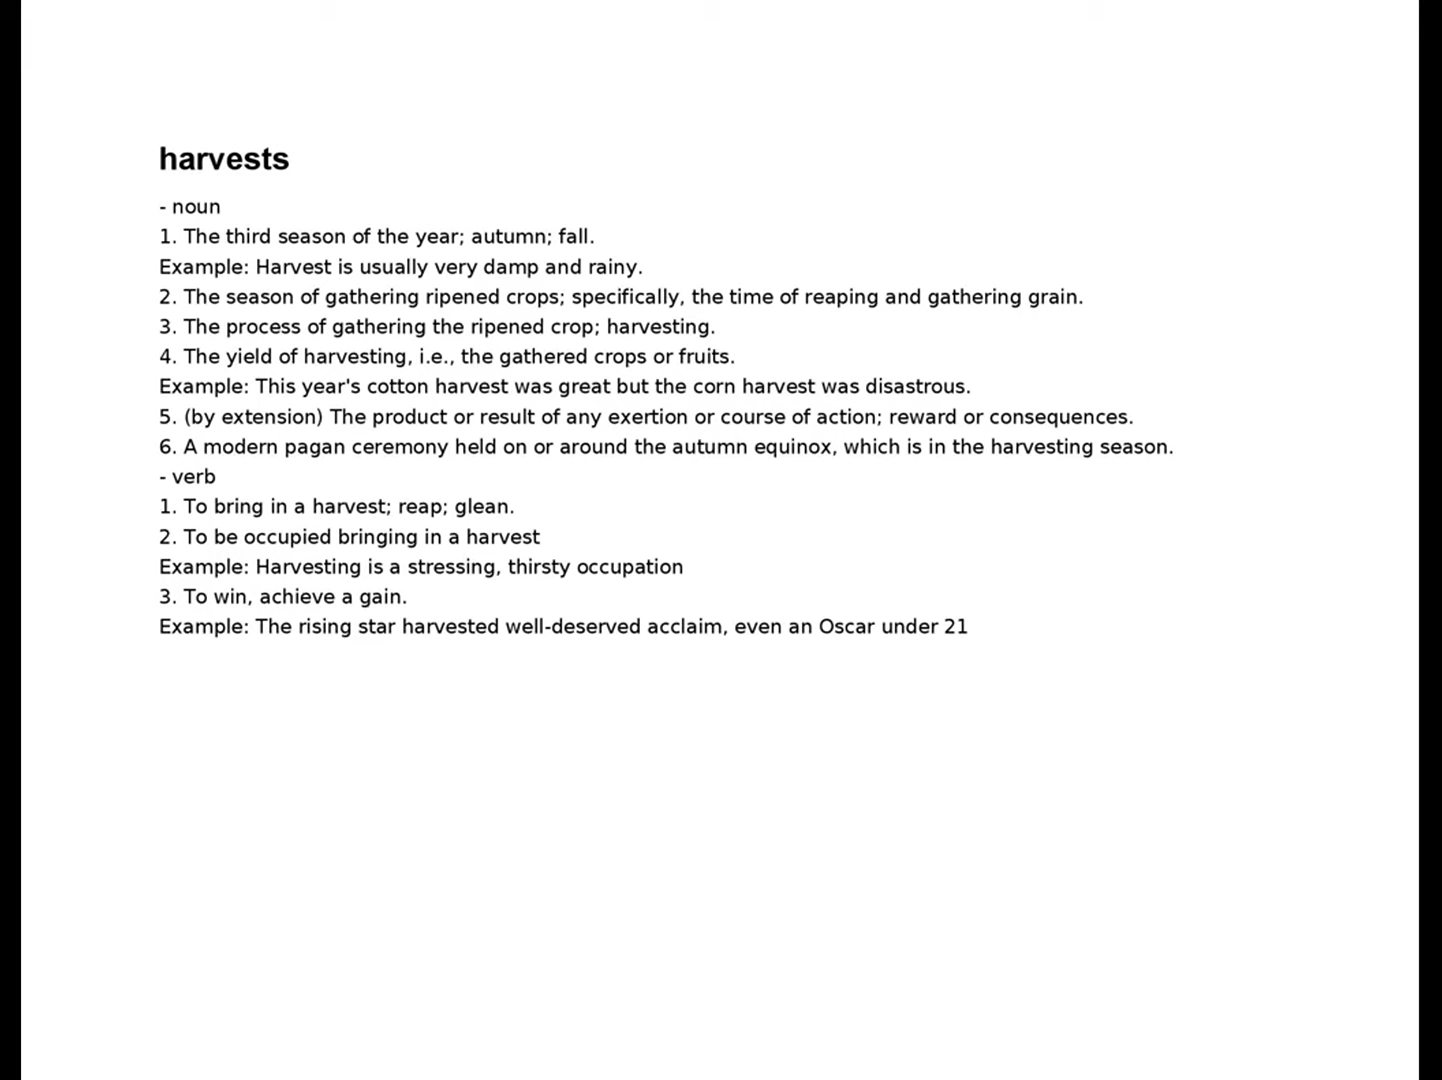 harvests
- noun
1. The third season of the year; autumn; fall.
Example: Harvest is usually very damp and rainy.
2. The season of gathering ripened crops; specifically, the time of reaping and gathering grain.
3. The process of gathering the ripened crop; harvesting.
4. The yield of harvesting, i.e., the gathered crops or fruits.
Example: This year's cotton harvest was great but the corn harvest was disastrous.
5. (by extension) The product or result of any exertion or course of action; reward or consequences.
6. A modern pagan ceremony held on or around the autumn equinox, which is in the harvesting season.
- verb
1. To bring in a harvest; reap; glean.
2. To be occupied bringing in a harvest
Example: Harvesting is a stressing, thirsty occupation
3. To win, achieve a gain.
Example: The rising star harvested well-deserved acclaim, even an Oscar under 21